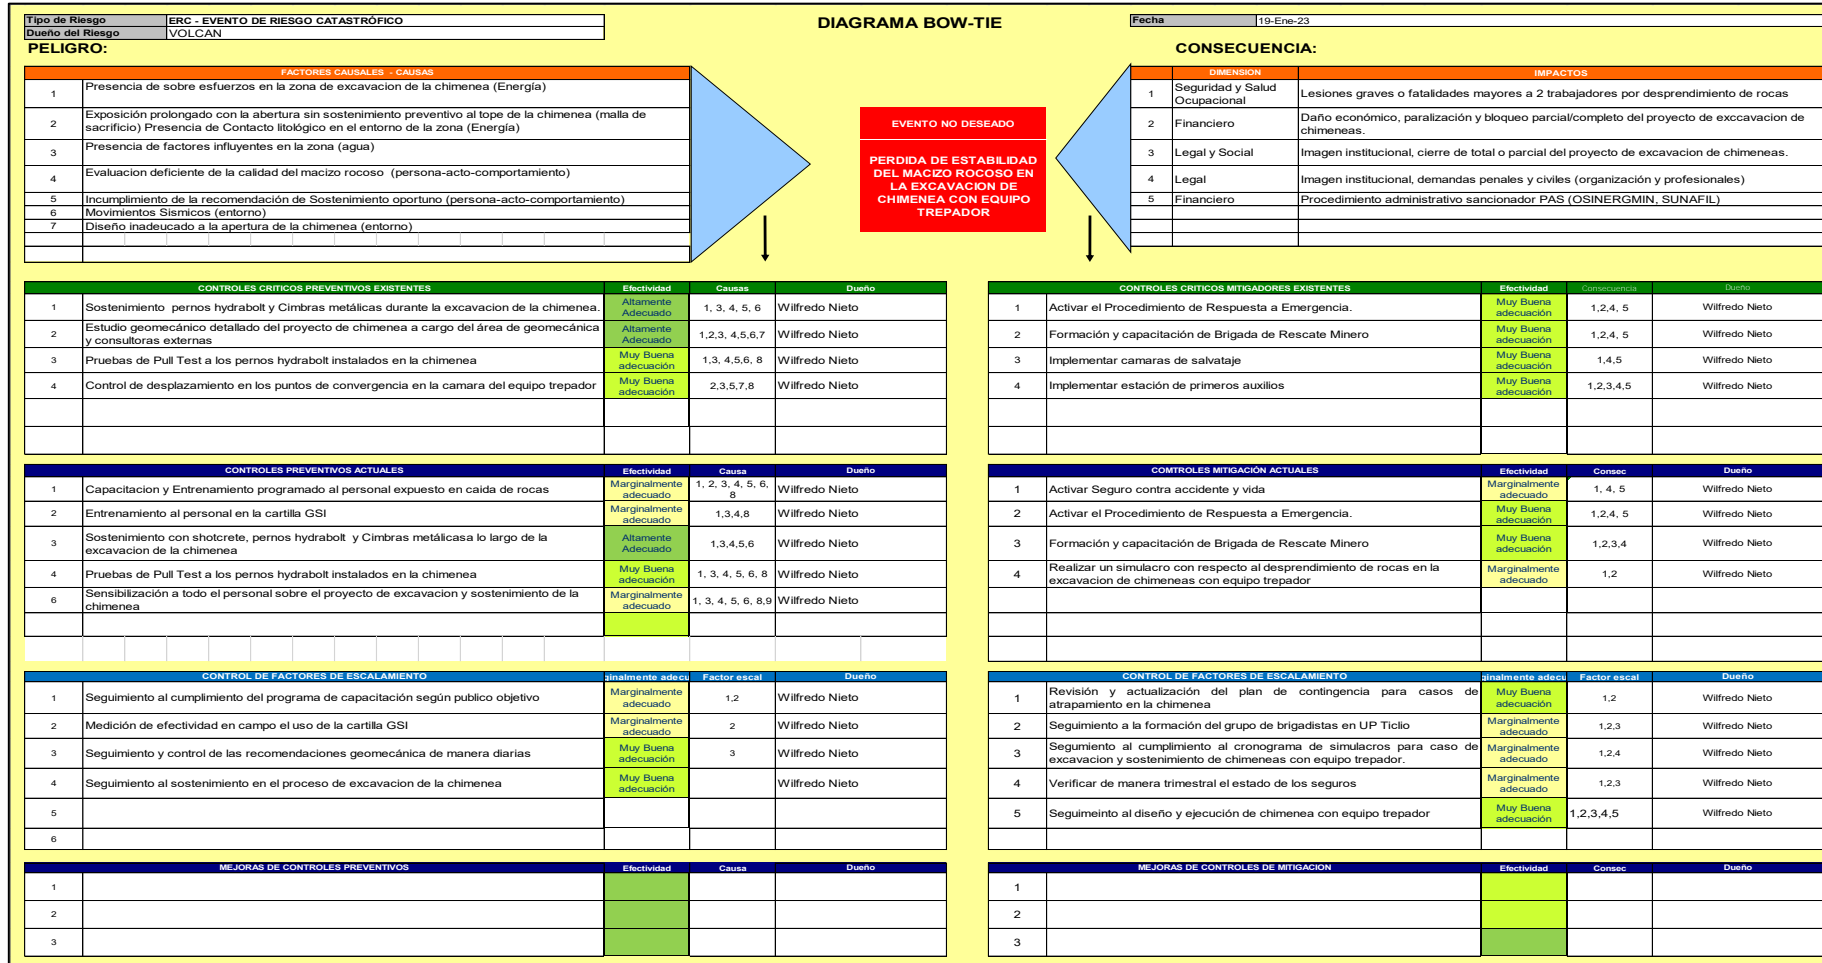 Tipo de Riesgo ERC - EVENTO DE RIESGO CATASTRÓFICO
Dueño del Riesgo VOLCAN
DIAGRAMA BOW-TIE
Fecha 19-Ene-23
PELIGRO:
CONSECUENCIA:
FACTORES CAUSALES - CAUSAS
1 Presencia de sobre esfuerzos en la zona de excavacion de la chimenea (Energía)
2 Exposición prolongado con la abertura sin sostenimiento preventivo al tope de la chimenea (malla de
sacrificio) Presencia de Contacto litológico en el entorno de la zona (Energía)
3 Presencia de factores influyentes en la zona (agua)
4 Evaluacion deficiente de la calidad del macizo rocoso (persona-acto-comportamiento)
5 Incumplimiento de la recomendación de Sostenimiento oportuno (persona-acto-comportamiento)
6 Movimientos Sismicos (entorno)
7 Diseño inadeucado a la apertura de la chimenea (entorno)
EVENTO NO DESEADO
PERDIDA DE ESTABILIDAD
DEL MACIZO ROCOSO EN
LA EXCAVACION DE
CHIMENEA CON EQUIPO
TREPADOR
DIMENSION IMPACTOS
1 Seguridad y Salud
Ocupacional Lesiones graves o fatalidades mayores a 2 trabajadores por desprendimiento de rocas
2 Financiero Daño económico, paralización y bloqueo parcial/completo del proyecto de exccavacion de
chimeneas.
3 Legal y Social Imagen institucional, cierre de total o parcial del proyecto de excavacion de chimeneas.
4 Legal Imagen institucional, demandas penales y civiles (organización y profesionales)
5 Financiero Procedimiento administrativo sancionador PAS (OSINERGMIN, SUNAFIL)
CONTROLES CRITICOS PREVENTIVOS EXISTENTES Efectividad Causas Dueño
1 Sostenimiento pernos hydrabolt y Cimbras metálicas durante la excavacion de la chimenea. Altamente Adecuado 1, 3, 4, 5, 6 Wilfredo Nieto
2 Estudio geomecánico detallado del proyecto de chimenea a cargo del área de geomecánica
y consultoras externas Altamente Adecuado 1,2,3, 4,5,6,7 Wilfredo Nieto
3 Pruebas de Pull Test a los pernos hydrabolt instalados en la chimenea Muy Buena adecuación 1,3, 4,5,6, 8 Wilfredo Nieto
4 Control de desplazamiento en los puntos de convergencia en la camara del equipo trepador Muy Buena adecuación 2,3,5,7,8 Wilfredo Nieto
CONTROLES CRITICOS MITIGADORES EXISTENTES Efectividad Consecuencia Dueño
1 Activar el Procedimiento de Respuesta a Emergencia. Muy Buena adecuación 1,2,4, 5 Wilfredo Nieto
2 Formación y capacitación de Brigada de Rescate Minero Muy Buena adecuación 1,2,4, 5 Wilfredo Nieto
3 Implementar camaras de salvataje Muy Buena adecuación 1,4,5 Wilfredo Nieto
4 Implementar estación de primeros auxilios Muy Buena adecuación 1,2,3,4,5 Wilfredo Nieto
CONTROLES PREVENTIVOS ACTUALES Efectividad Causa Dueño
1 Capacitacion y Entrenamiento programado al personal expuesto en caida de rocas Marginalmente adecuado 1, 2, 3, 4, 5, 6, 8 Wilfredo Nieto
2 Entrenamiento al personal en la cartilla GSI Marginalmente adecuado 1,3,4,8 Wilfredo Nieto
3 Sostenimiento con shotcrete, pernos hydrabolt y Cimbras metálicasa lo largo de la
excavacion de la chimenea Altamente Adecuado 1,3,4,5,6 Wilfredo Nieto
4 Pruebas de Pull Test a los pernos hydrabolt instalados en la chimenea Muy Buena adecuación 1, 3, 4, 5, 6, 8 Wilfredo Nieto
6 Sensibilización a todo el personal sobre el proyecto de excavacion y sostenimiento de la
chimenea Marginalmente adecuado 1, 3, 4, 5, 6, 8,9 Wilfredo Nieto
COMTROLES MITIGACIÓN ACTUALES Efectividad Consec Dueño
1 Activar Seguro contra accidente y vida Marginalmente adecuado 1, 4, 5 Wilfredo Nieto
2 Activar el Procedimiento de Respuesta a Emergencia. Muy Buena adecuación 1,2,4, 5 Wilfredo Nieto
3 Formación y capacitación de Brigada de Rescate Minero Muy Buena adecuación 1,2,3,4 Wilfredo Nieto
4 Realizar un simulacro con respecto al desprendimiento de rocas en la
excavacion de chimeneas con equipo trepador Marginalmente adecuado 1,2 Wilfredo Nieto
CONTROL DE FACTORES DE ESCALAMIENTO ginalmente adecu Factor escal Dueño
1 Seguimiento al cumplimiento del programa de capacitación según publico objetivo Marginalmente adecuado 1,2 Wilfredo Nieto
2 Medición de efectividad en campo el uso de la cartilla GSI Marginalmente adecuado 2 Wilfredo Nieto
3 Seguimiento y control de las recomendaciones geomecánica de manera diarias Muy Buena adecuación 3 Wilfredo Nieto
4 Seguimiento al sostenimiento en el proceso de excavacion de la chimenea Muy Buena adecuación Wilfredo Nieto
5
6
CONTROL DE FACTORES DE ESCALAMIENTO ginalmente adecu Factor escal Dueño
1 Revisión y actualización del plan de contingencia para casos de
atrapamiento en la chimenea Muy Buena adecuación 1,2 Wilfredo Nieto
2 Seguimiento a la formación del grupo de brigadistas en UP Ticlio Marginalmente adecuado 1,2,3 Wilfredo Nieto
3 Segumiento al cumplimiento al cronograma de simulacros para caso de
excavacion y sostenimiento de chimeneas con equipo trepador. Marginalmente adecuado 1,2,4 Wilfredo Nieto
4 Verificar de manera trimestral el estado de los seguros Marginalmente adecuado 1,2,3 Wilfredo Nieto
5 Seguimeinto al diseño y ejecución de chimenea con equipo trepador Muy Buena adecuación 1,2,3,4,5 Wilfredo Nieto
MEJORAS DE CONTROLES PREVENTIVOS Efectividad Causa Dueño
1
2
3
MEJORAS DE CONTROLES DE MITIGACION Efectividad Consec Dueño
1
2
3